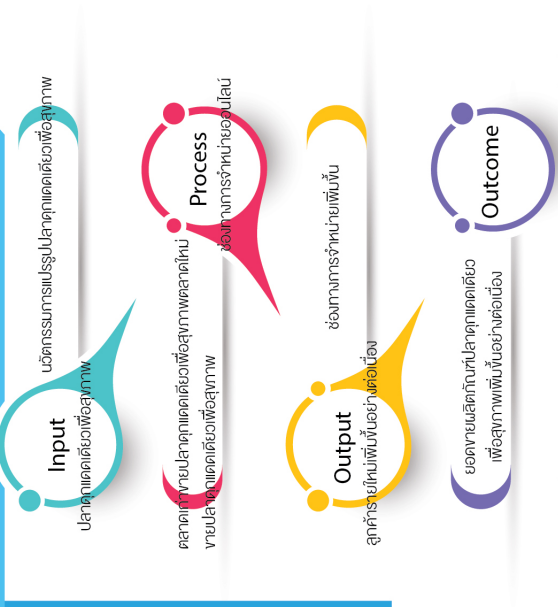 Input
นวัตกรรมการแปรรูปปลาดุกแดดเดียวเพื่อสุขภาพ
ปลาดุกแดดเดียวเพื่อสุขภาพ
Process
ตลาดเก่าขายปลาดุกแดดเดียวเพื่อสุขภาพตลาดใหม่
ขายปลาดุกแดดเดียวเพื่อสุขภาพ
ช่องทางการจำหน่ายออนไลน์
Output
ช่องทางการจำหน่ายเพิ่มขึ้น
ลูกค้ารายใหม่เพิ่มขึ้นอย่างต่อเนื่อง
Outcome
ยอดขายผลิตภัณฑ์ปลาดุกแดดเดียว
เพื่อสุขภาพเพิ่มขึ้นอย่างต่อเนื่อง